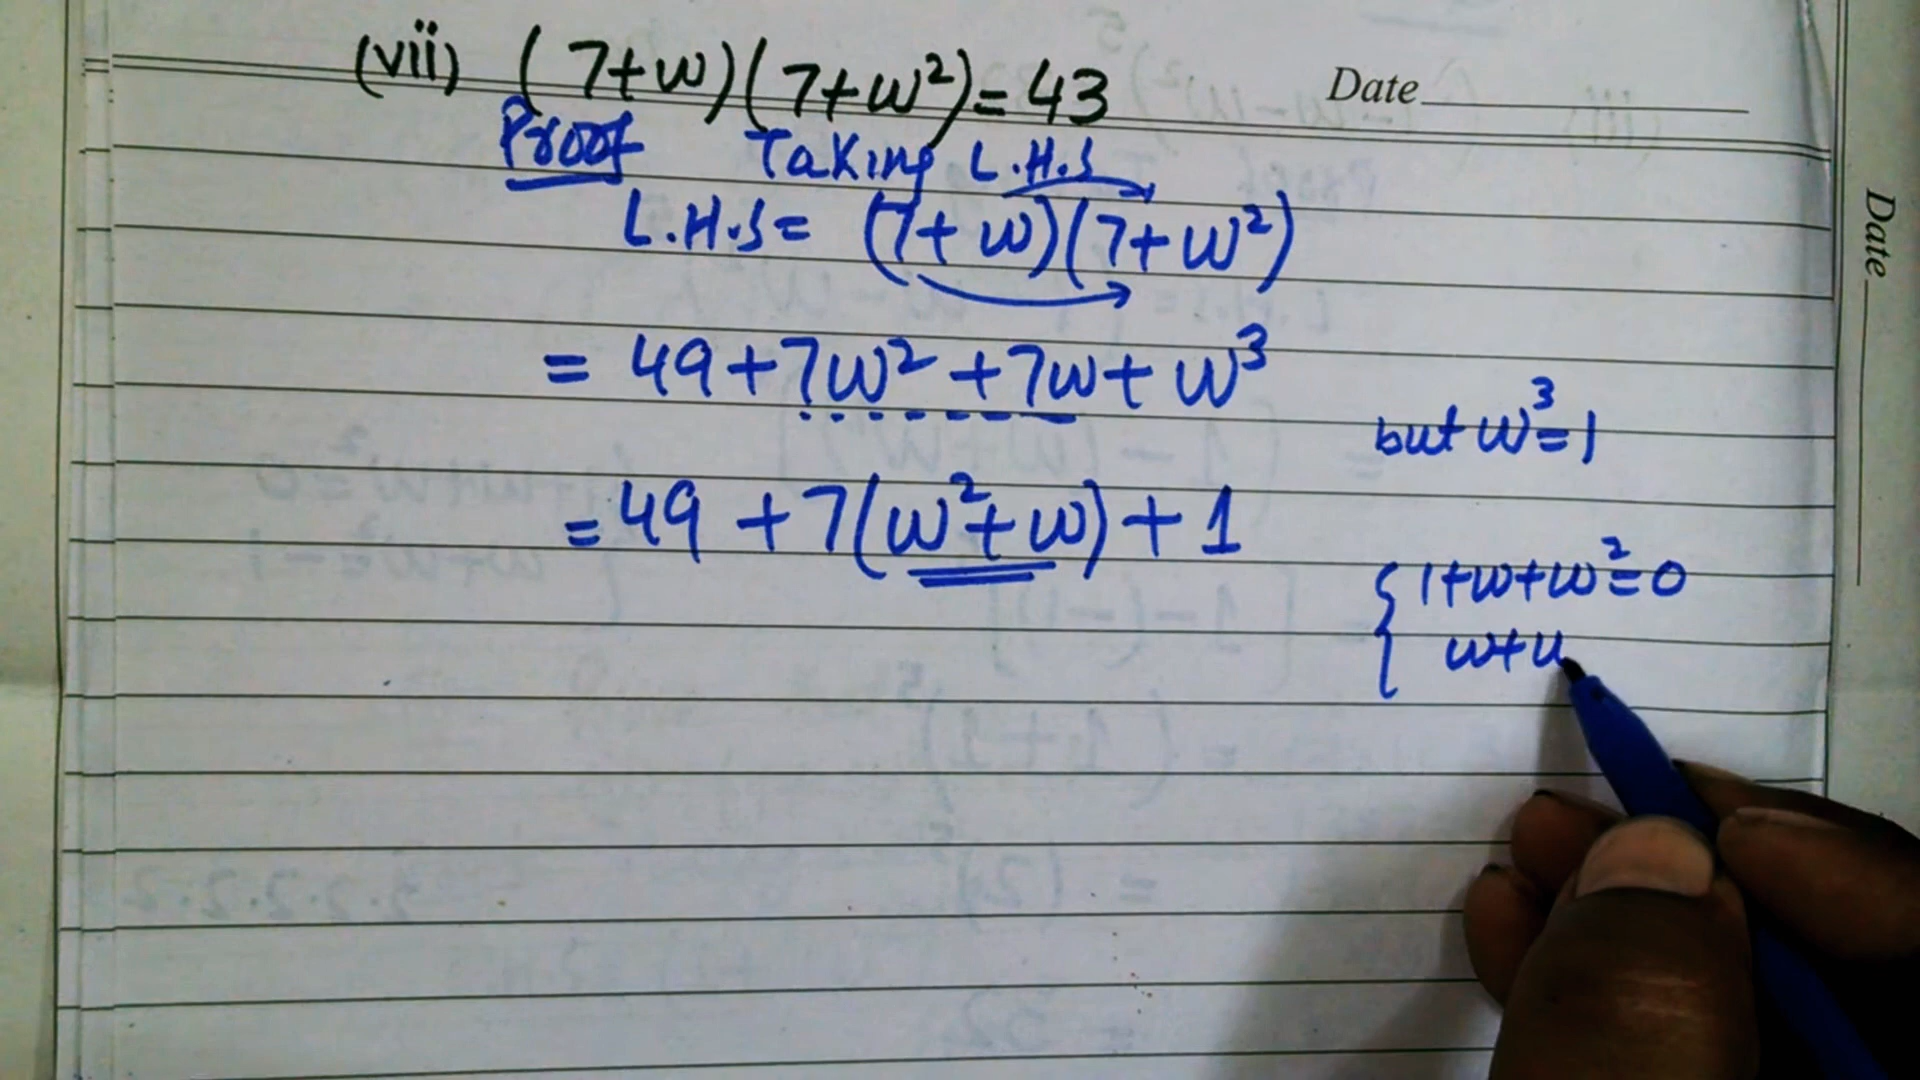 (vii) (7+w)(7+w²)=43
Date
Proof Taking L.H.S
L.H.S= (7+w)(7+w²)
= 49+7w²+7w+w³
but w³=1
=49+7(w²+w)+1
1+w+w²=0
w+
Date